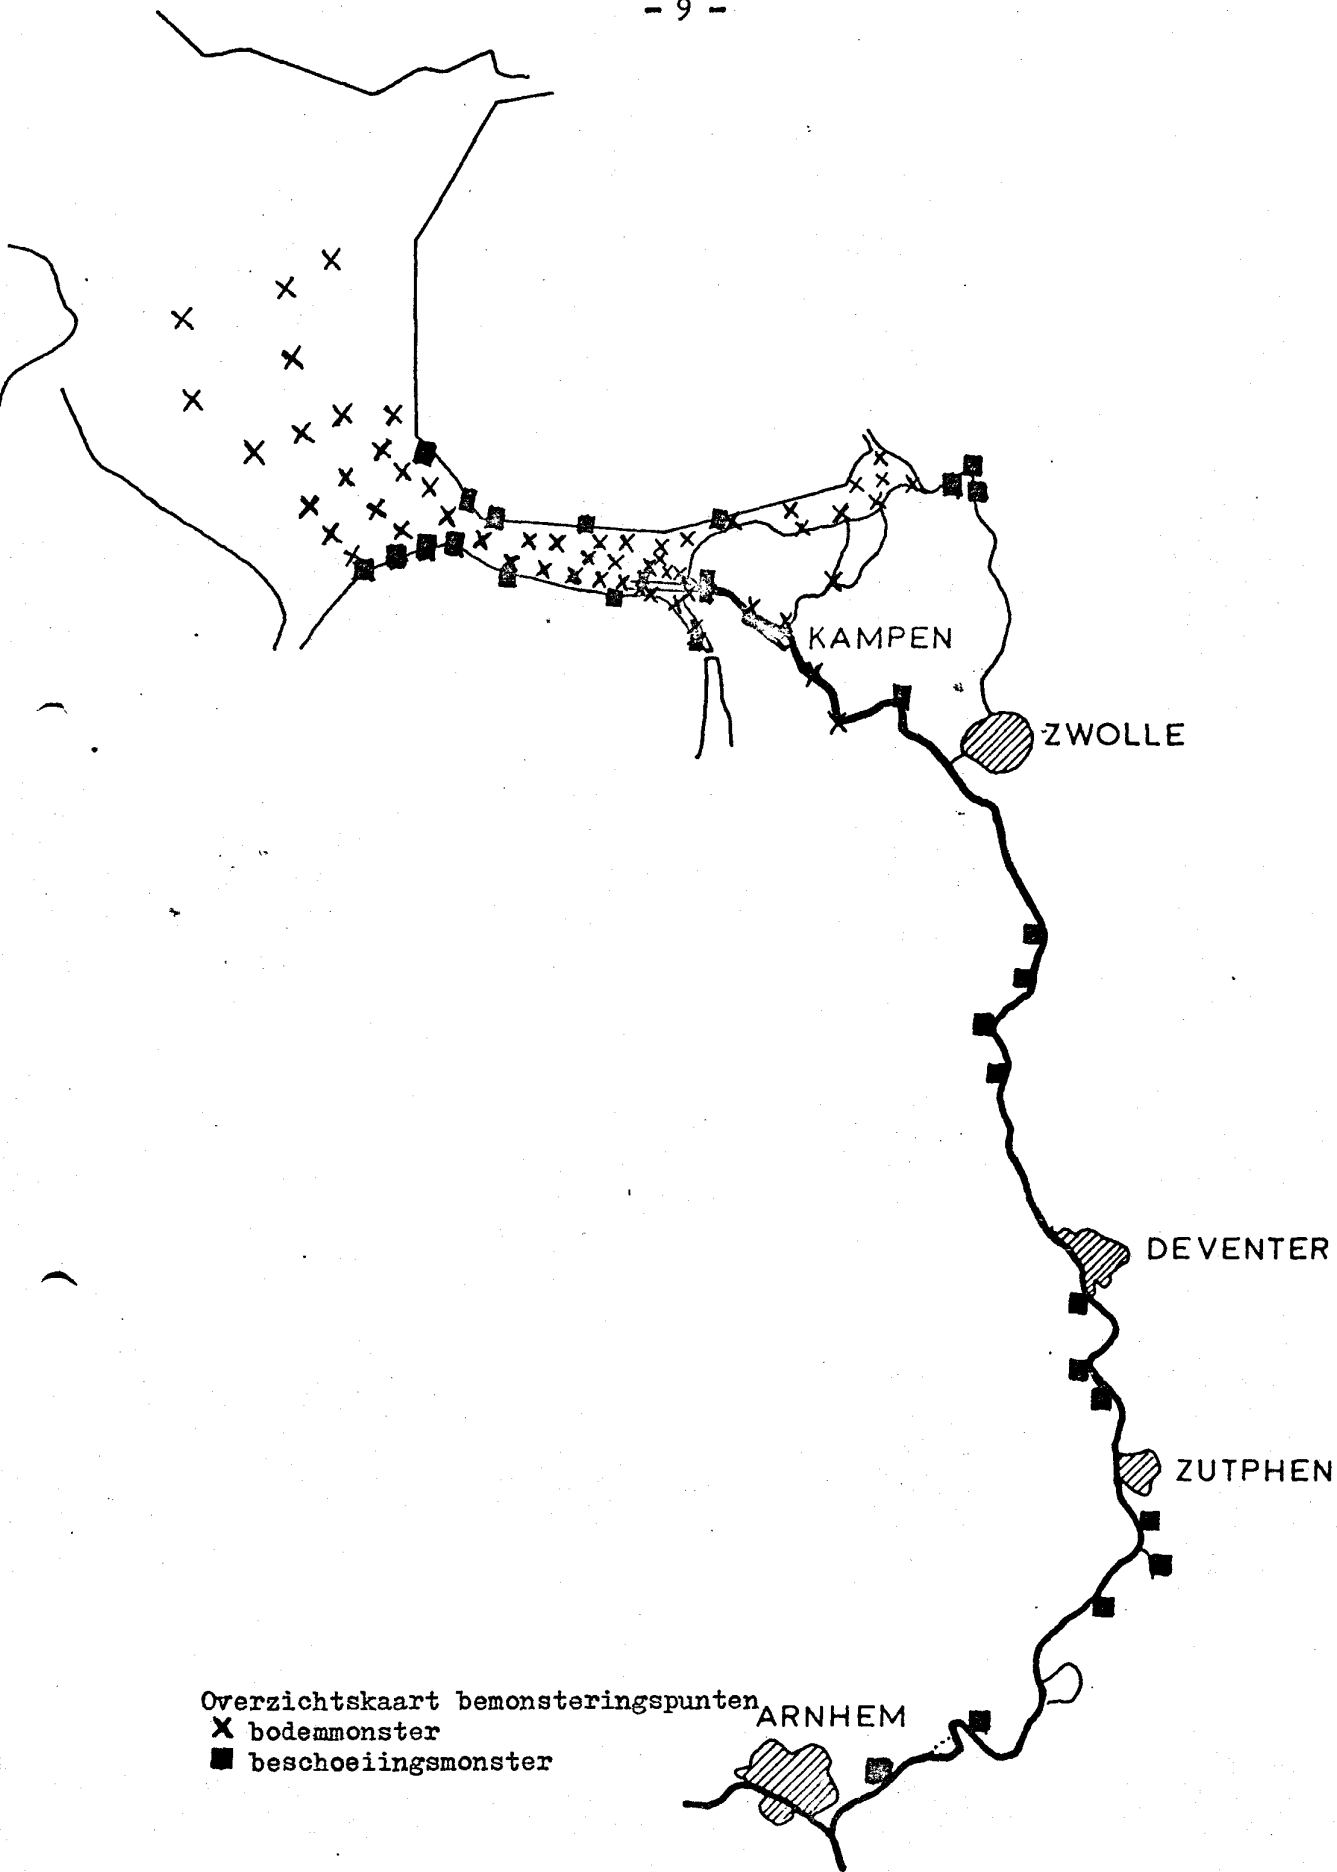 - 9 -
KAMPEN
ZWOLLE
DEVENTER
ZUTPHEN
Overzichtskaart bemonsteringspunten
X bodemmonster
■ beschoeiingsmonster
ARNHEM